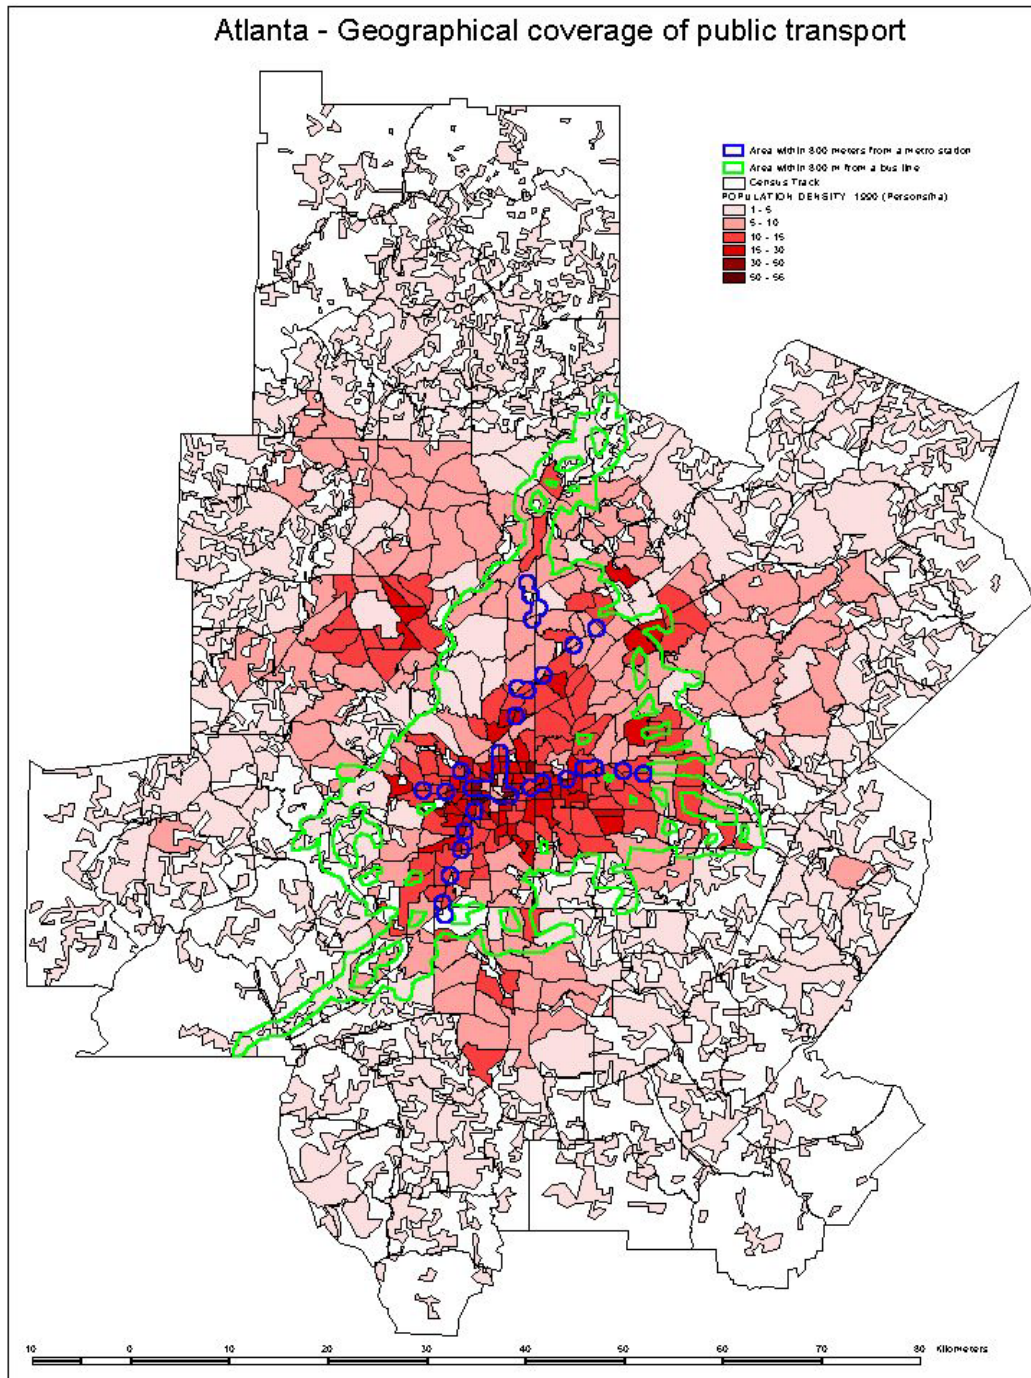 Atlanta - Geographical coverage of public transport
Area within 800 meters from a metro station
Area within 800 m from a bus line
Census Track
POPULATION DENSITY 1990 (Persons/ha)
1 - 5
5 - 10
10 - 15
15 - 30
30 - 50
50 - 56
10 0 10 20 30 40 50 60 70 80 Kilometers